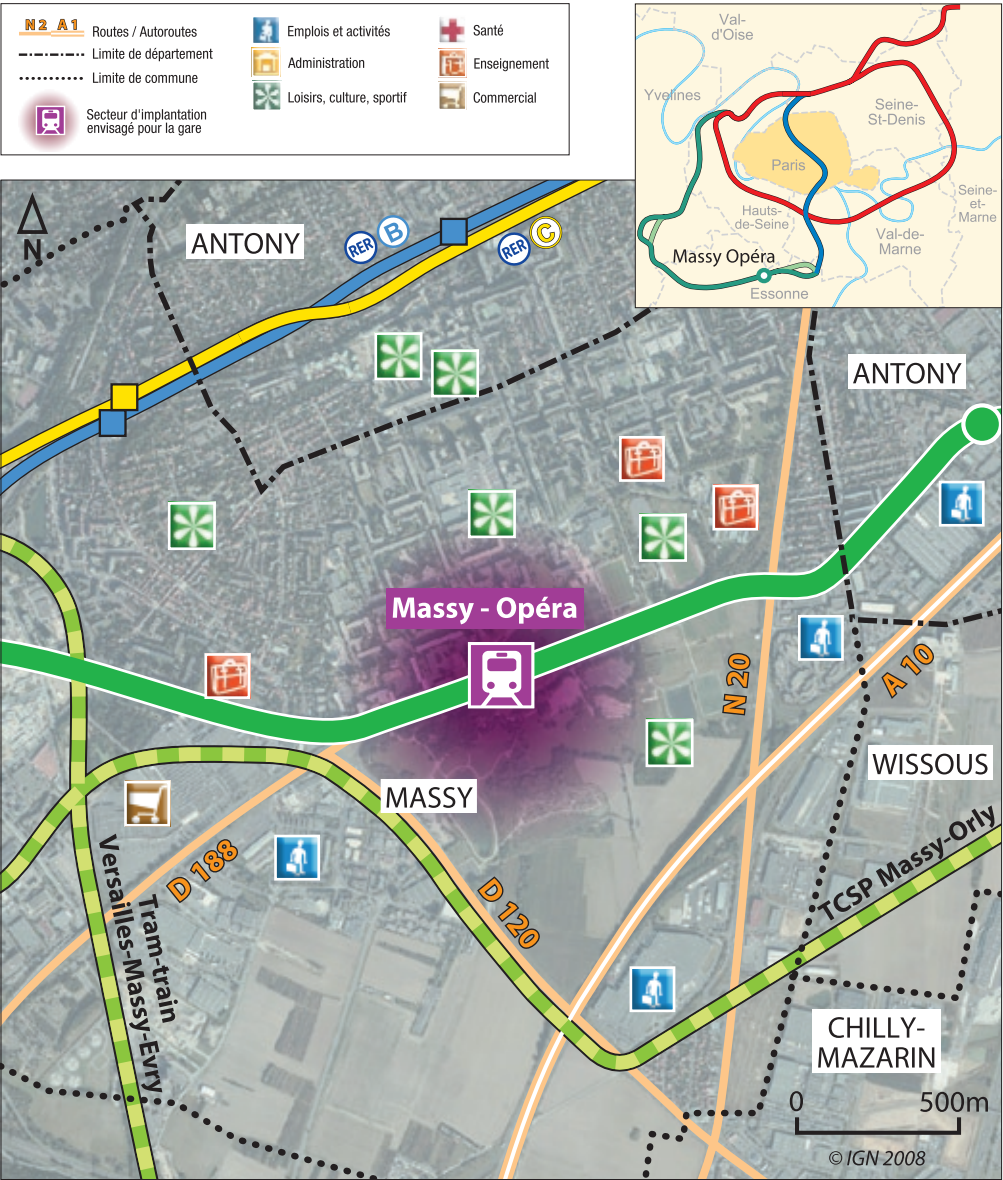 N 2 A 1
Routes / Autoroutes
Limite de département
Limite de commune
Secteur d'implantation
envisagé pour la gare
Emplois et activités
Administration
Loisirs, culture, sportif
Santé
Enseignement
Commercial
Val-
d'Oise
Yvelines
Seine-
St-Denis
Paris
Hauts-
de-Seine
Seine-
et-
Marne
Val-de-
Marne
Massy Opéra
Essonne
N
ANTONY
RER B
RER C
ANTONY
Massy - Opéra
N 20
A 10
WISSOUS
MASSY
D 188
D 120
TCSP Massy-Orly
Tram-train
Versailles-Massy-Evry
CHILLY-
MAZARIN
0 500m
© IGN 2008